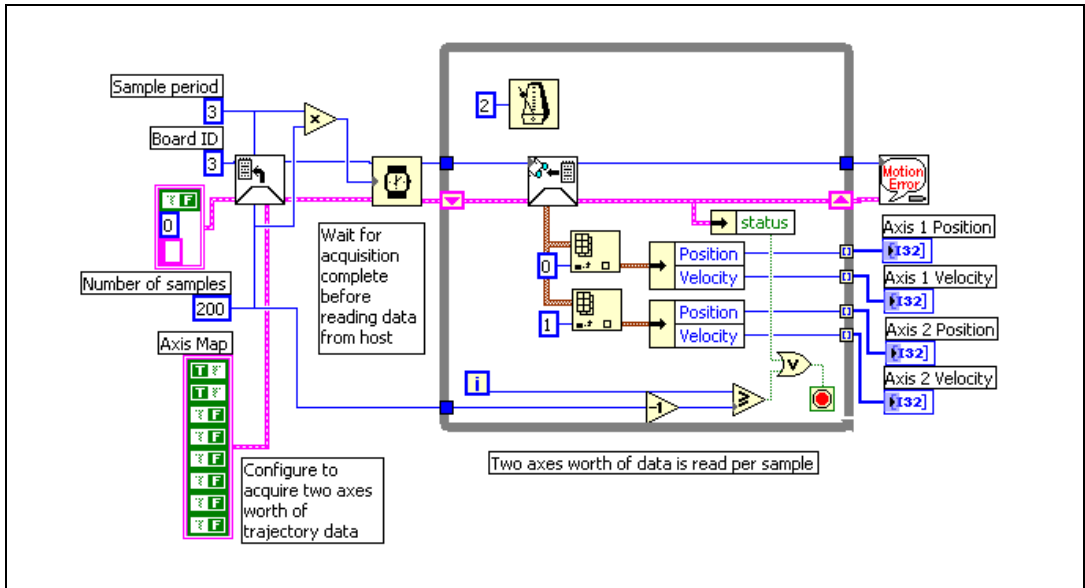 Sample period
3
Board ID
3
F
0
Number of samples
200
Axis Map
T
T
F
F
F
F
F
F
Wait for
acquisition
complete
before
reading data
from host
Configure to
acquire two axes
worth of
trajectory data
x
2
status
0
Position
Velocity
1
Position
Velocity
i
-1
≥
V
Two axes worth of data is read per sample
Motion
Error
Axis 1 Position
I32
Axis 1 Velocity
I32
Axis 2 Position
I32
Axis 2 Velocity
I32